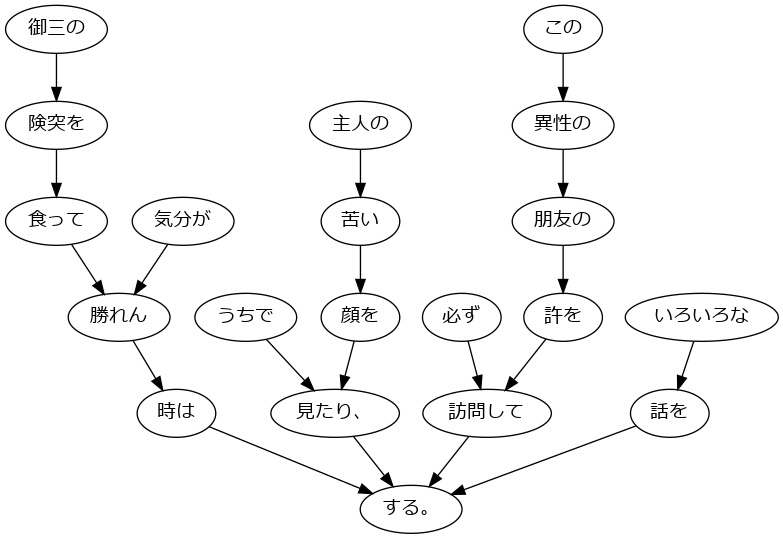 御三の
この
険突を
主人の
異性の
食って
気分が
苦い
朋友の
勝れん
うちで
顔を
必ず
許を
いろいろな
時は
見たり、
訪問して
話を
する。